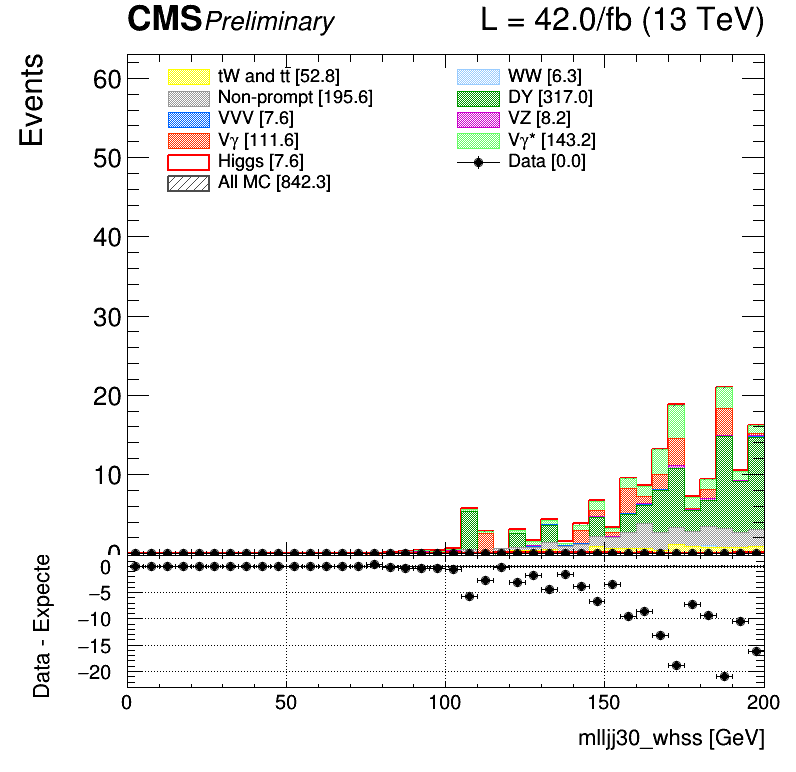 CMS Preliminary L = 42.0/fb (13 TeV)
Events
60
50
40
30
20
10
0
tW and tt̄ [52.8]
Non-prompt [195.6]
VVV [7.6]
Vγ [111.6]
Higgs [7.6]
All MC [842.3]
WW [6.3]
DY [317.0]
VZ [8.2]
Vγ* [143.2]
Data [0.0]
Data - Expecte
0
−5
−10
−15
−20
0 50 100 150 200
mlljj30_whss [GeV]